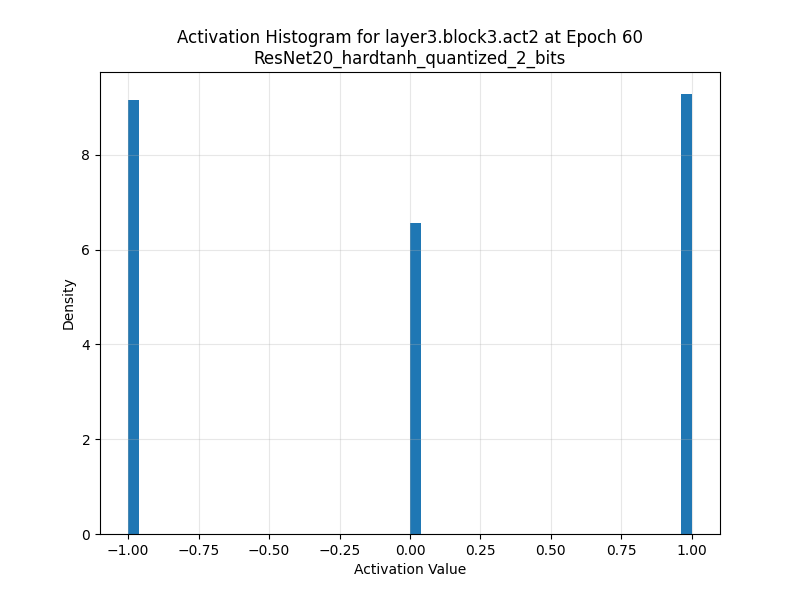 Activation Histogram for layer3.block3.act2 at Epoch 60
ResNet20_hardtanh_quantized_2_bits
8
6
4
2
0
Density
−1.00 −0.75 −0.50 −0.25 0.00 0.25 0.50 0.75 1.00
Activation Value